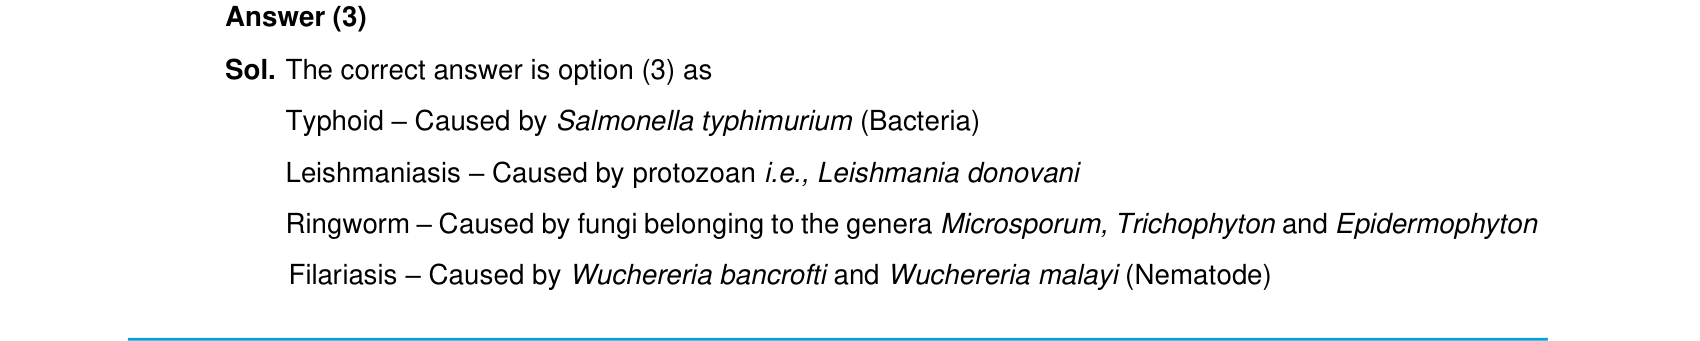 Answer (3)
Sol. The correct answer is option (3) as
Typhoid – Caused by Salmonella typhimurium (Bacteria)
Leishmaniasis – Caused by protozoan i.e., Leishmania donovani
Ringworm – Caused by fungi belonging to the genera Microsporum, Trichophyton and Epidermophyton
Filariasis – Caused by Wuchereria bancrofti and Wuchereria malayi (Nematode)